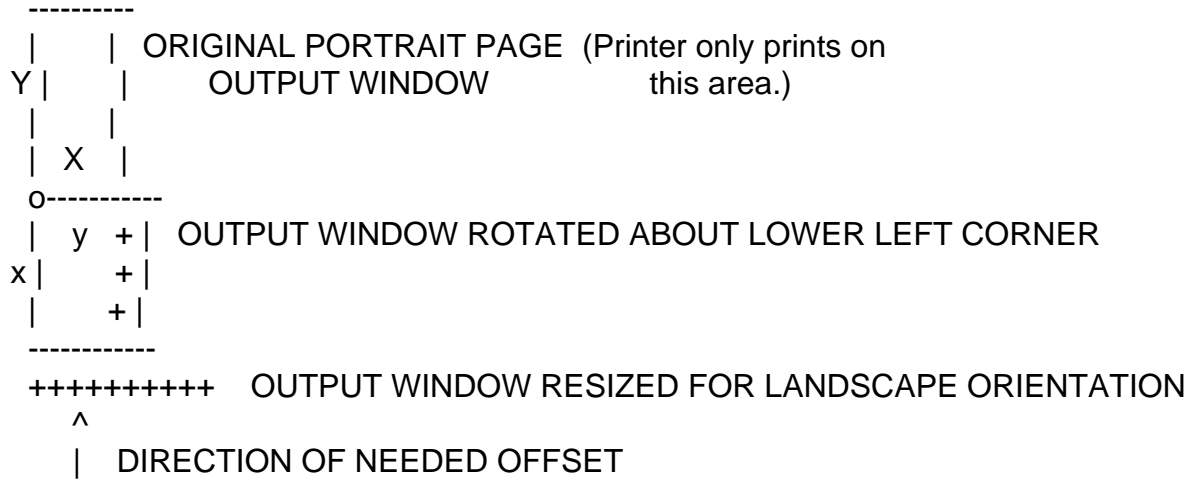 ----------
|      | ORIGINAL PORTRAIT PAGE  (Printer only prints on
Y |      |      OUTPUT WINDOW            this area.)
|      |
|  X  |
o-----------
|  y  + |  OUTPUT WINDOW ROTATED ABOUT LOWER LEFT CORNER
x |      + |
|      + |
------------
++++++++++  OUTPUT WINDOW RESIZED FOR LANDSCAPE ORIENTATION
^
|  DIRECTION OF NEEDED OFFSET